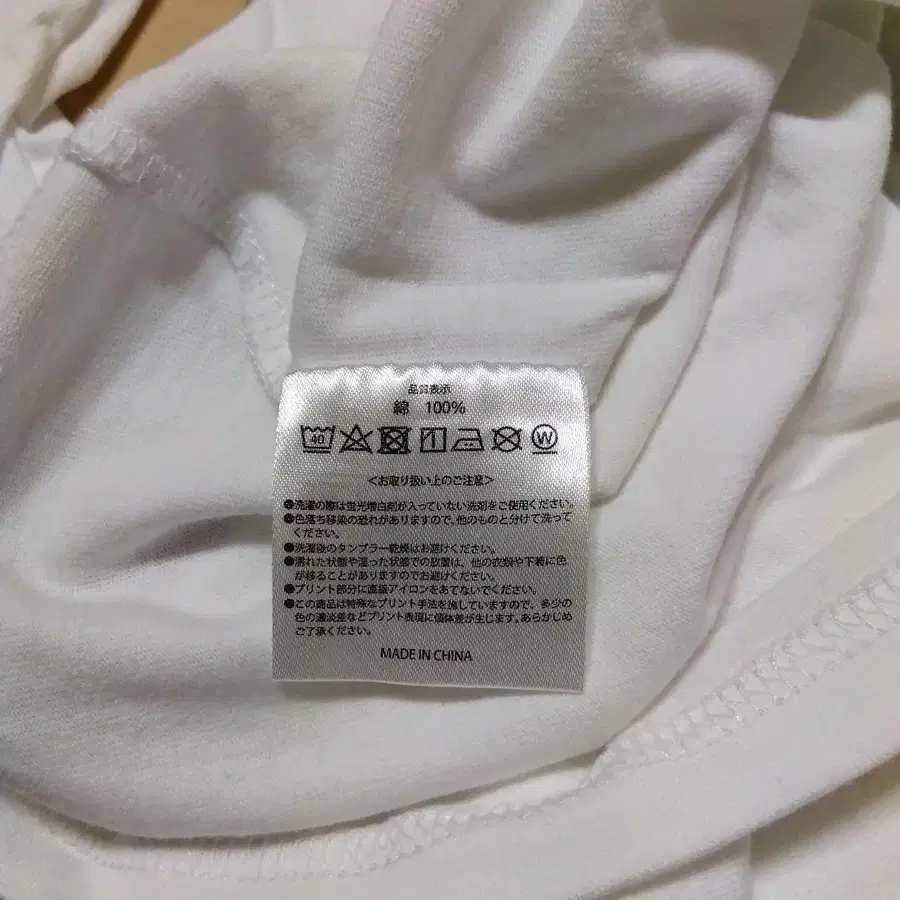 品質表示
綿 100%
40 W
<お取り扱い上のご注意>
●洗濯の際は蛍光増白剤が入っていない洗剤をご使用ください。
●色落ち移染の恐れがありますので、他のものと分けて洗って
ください。
●洗濯後のタンブラー乾燥はお避けください。
●濡れた状態や湿った状態での放置は、他の衣類や下着に色
が移ることがありますのでお避けください。
●プリント部分に直接アイロンをあてないでください。
●この商品は特殊なプリント手法を施していますので、多少の
色の濃淡差などプリント表現に個体差が生じます。あらかじめ
ご了承ください。
MADE IN CHINA